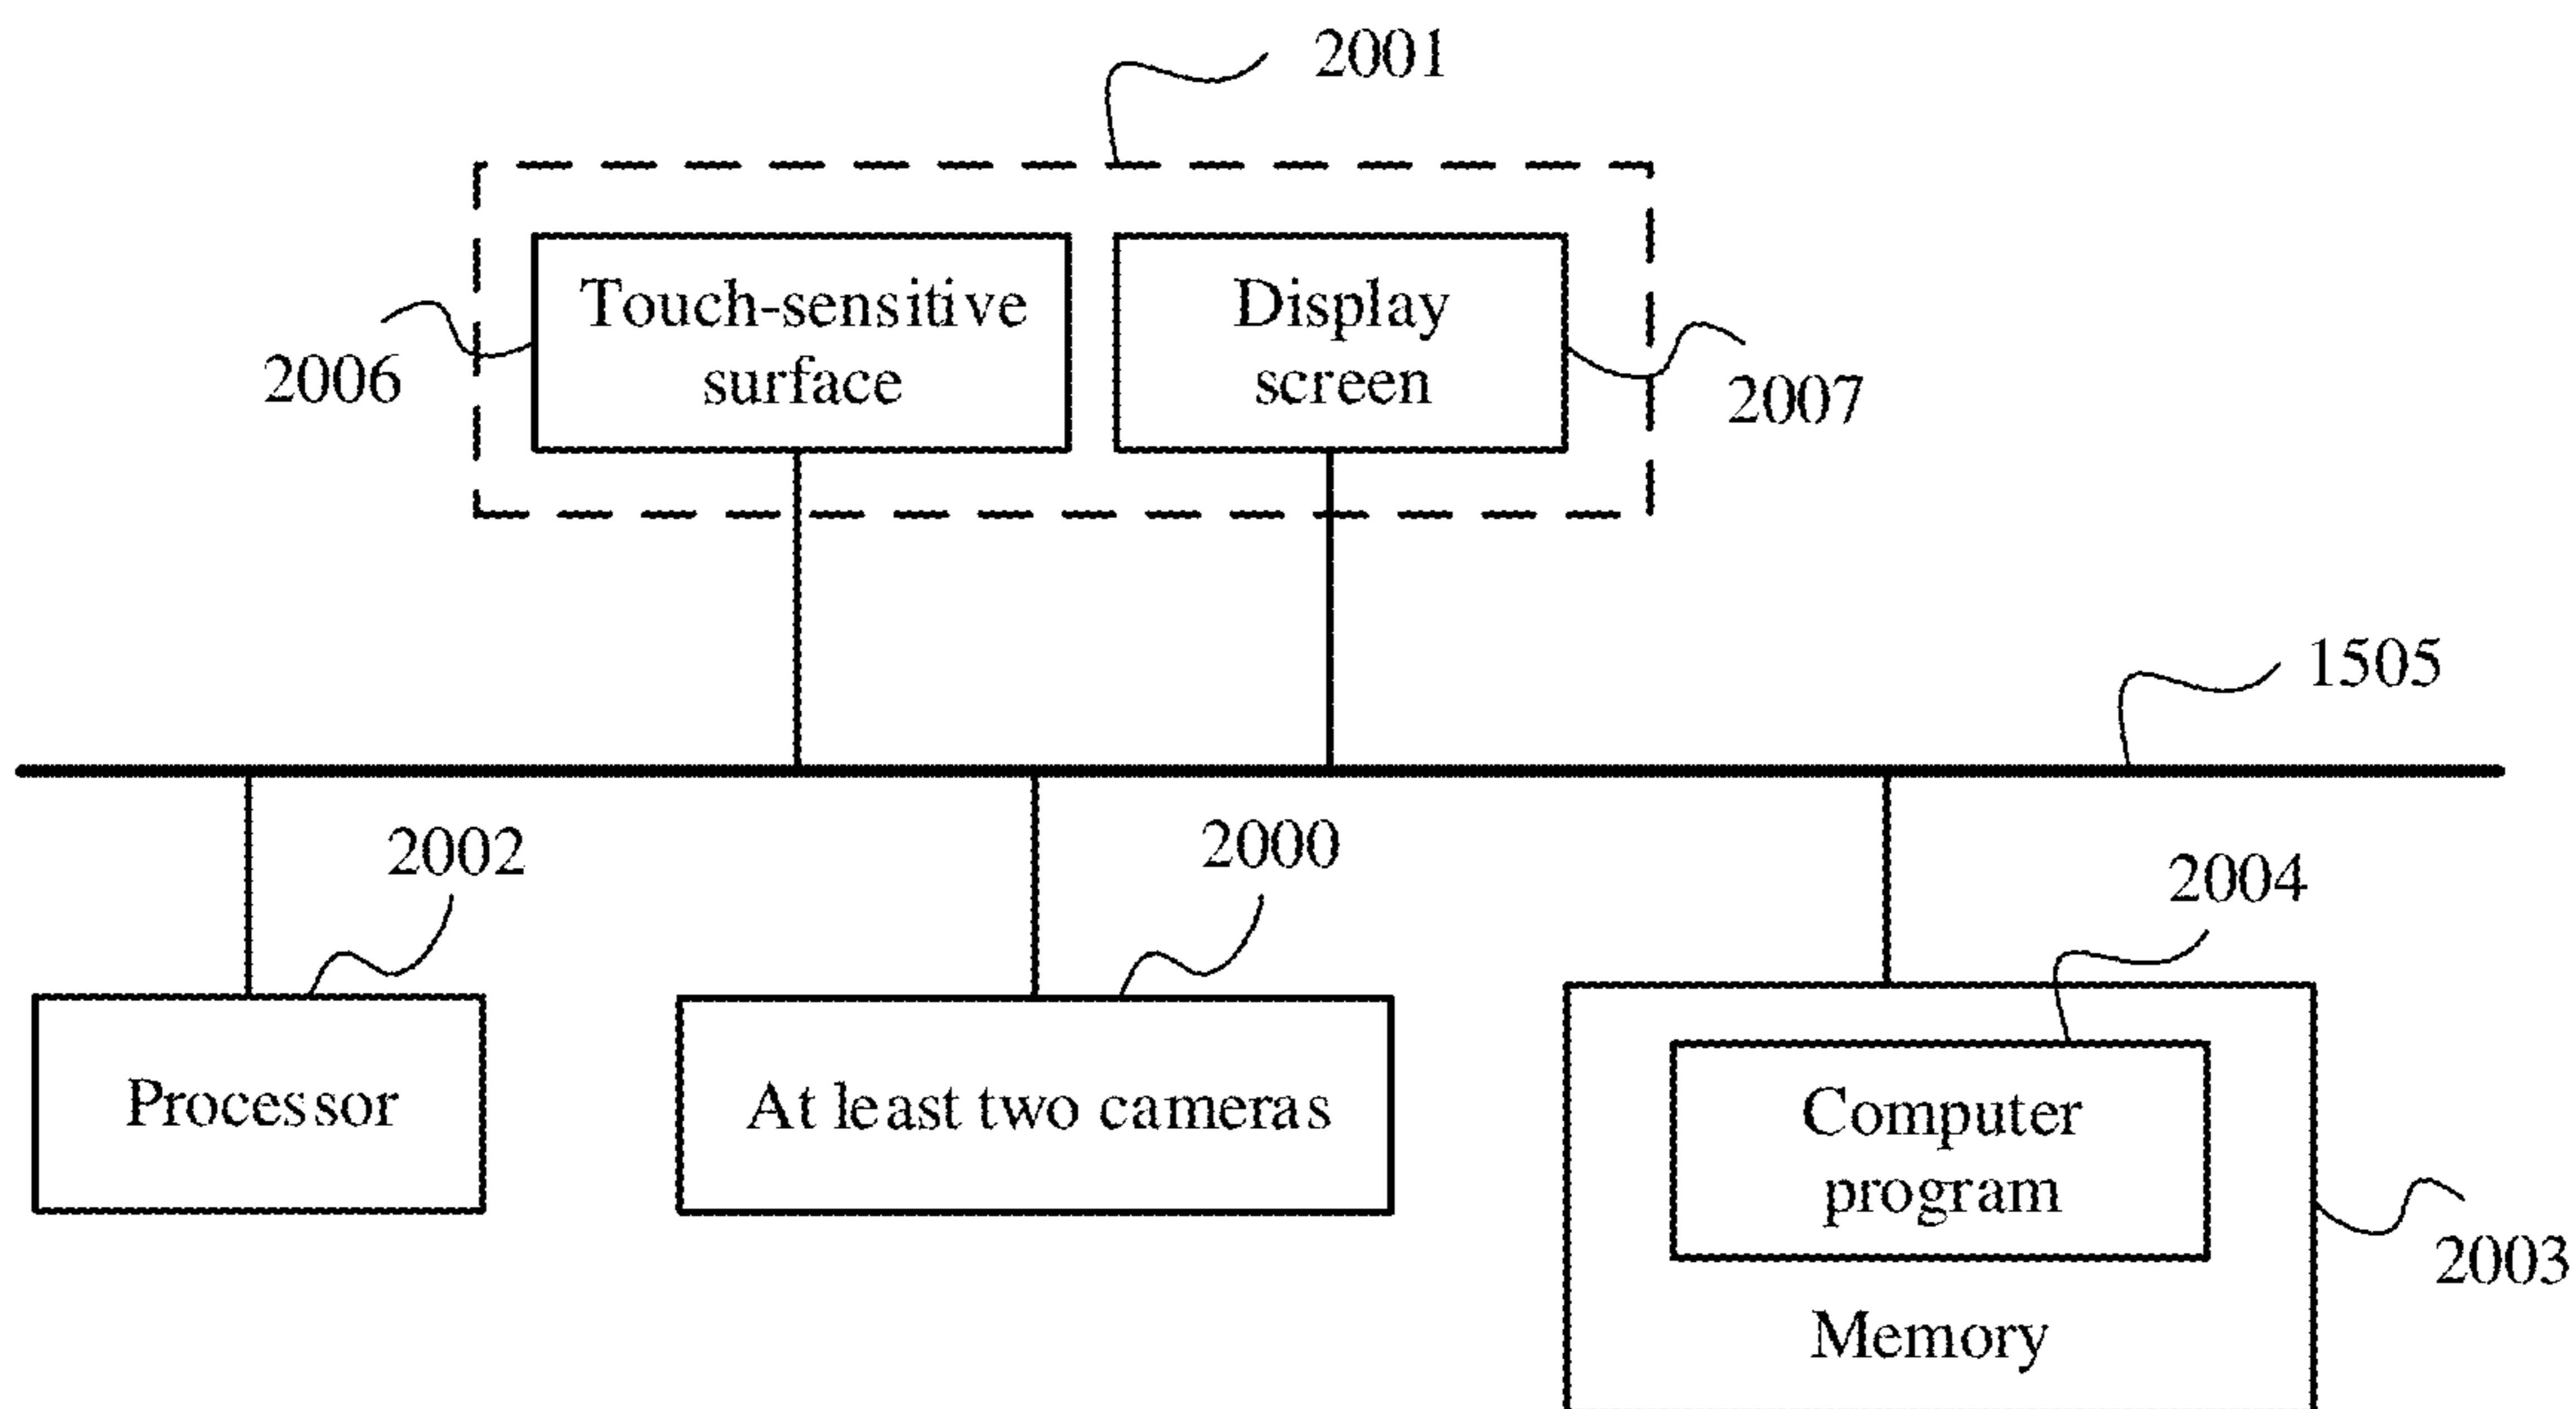 2001
Touch-sensitive
surface
Display
screen
2006
2007
1505
2002
2000
2004
Processor
At least two cameras
Computer
program
2003
Memory